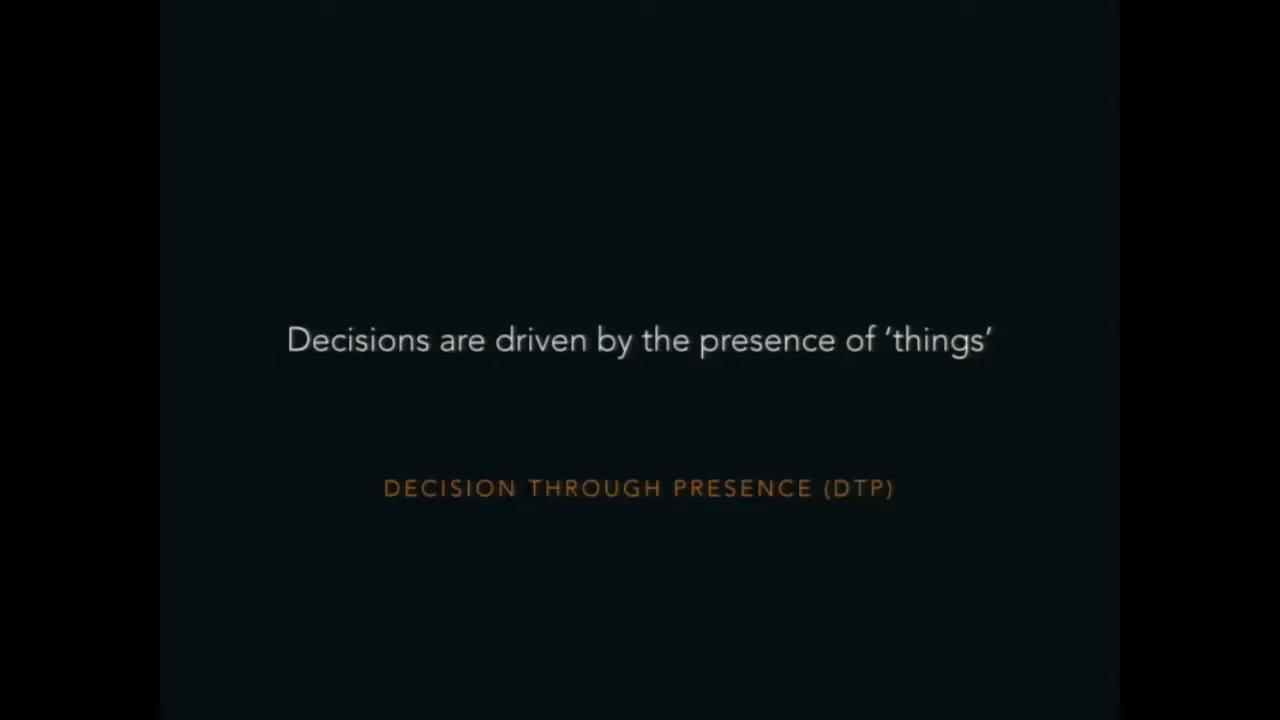 Decisions are driven by the presence of ‘things’
DECISION THROUGH PRESENCE (DTP)